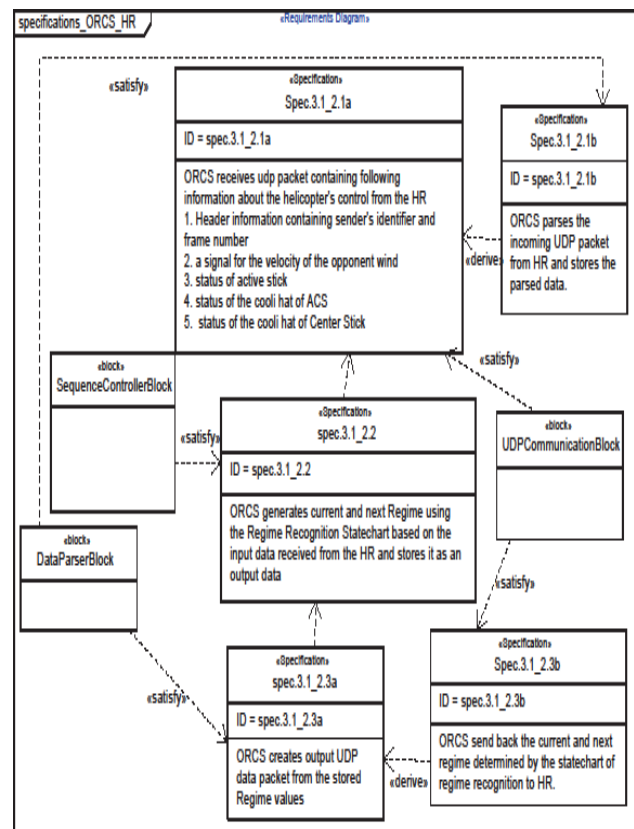 specifications_ORCS_HR
«Requirements Diagram»
«satisfy»
«Specification»
Spec.3.1_2.1a
ID = spec.3.1_2.1a
ORCS receives udp packet containing following
information about the helicopter's control from the HR
1. Header information containing sender's identifier and
frame number
2. a signal for the velocity of the opponent wind
3. status of active stick
4. status of the cooli hat of ACS
5. status of the cooli hat of Center Stick
«Specification»
Spec.3.1_2.1b
ID = spec.3.1_2.1b
ORCS parses the
incoming UDP packet
from HR and stores the
parsed data.
«derive»
«satisfy»
«block»
SequenceControllerBlock
«satisfy»
«Specification»
spec.3.1_2.2
ID = spec.3.1_2.2
ORCS generates current and next Regime using
the Regime Recognition Statechart based on the
input data received from the HR and stores it as an
output data
«block»
UDPCommunicationBlock
«satisfy»
«block»
DataParserBlock
«satisfy»
«Specification»
spec.3.1_2.3a
ID = spec.3.1_2.3a
ORCS creates output UDP
data packet from the stored
Regime values
«derive»
«Specification»
Spec.3.1_2.3b
ID = spec.3.1_2.3b
ORCS send back the current and next
regime determined by the statechart of
regime recognition to HR.